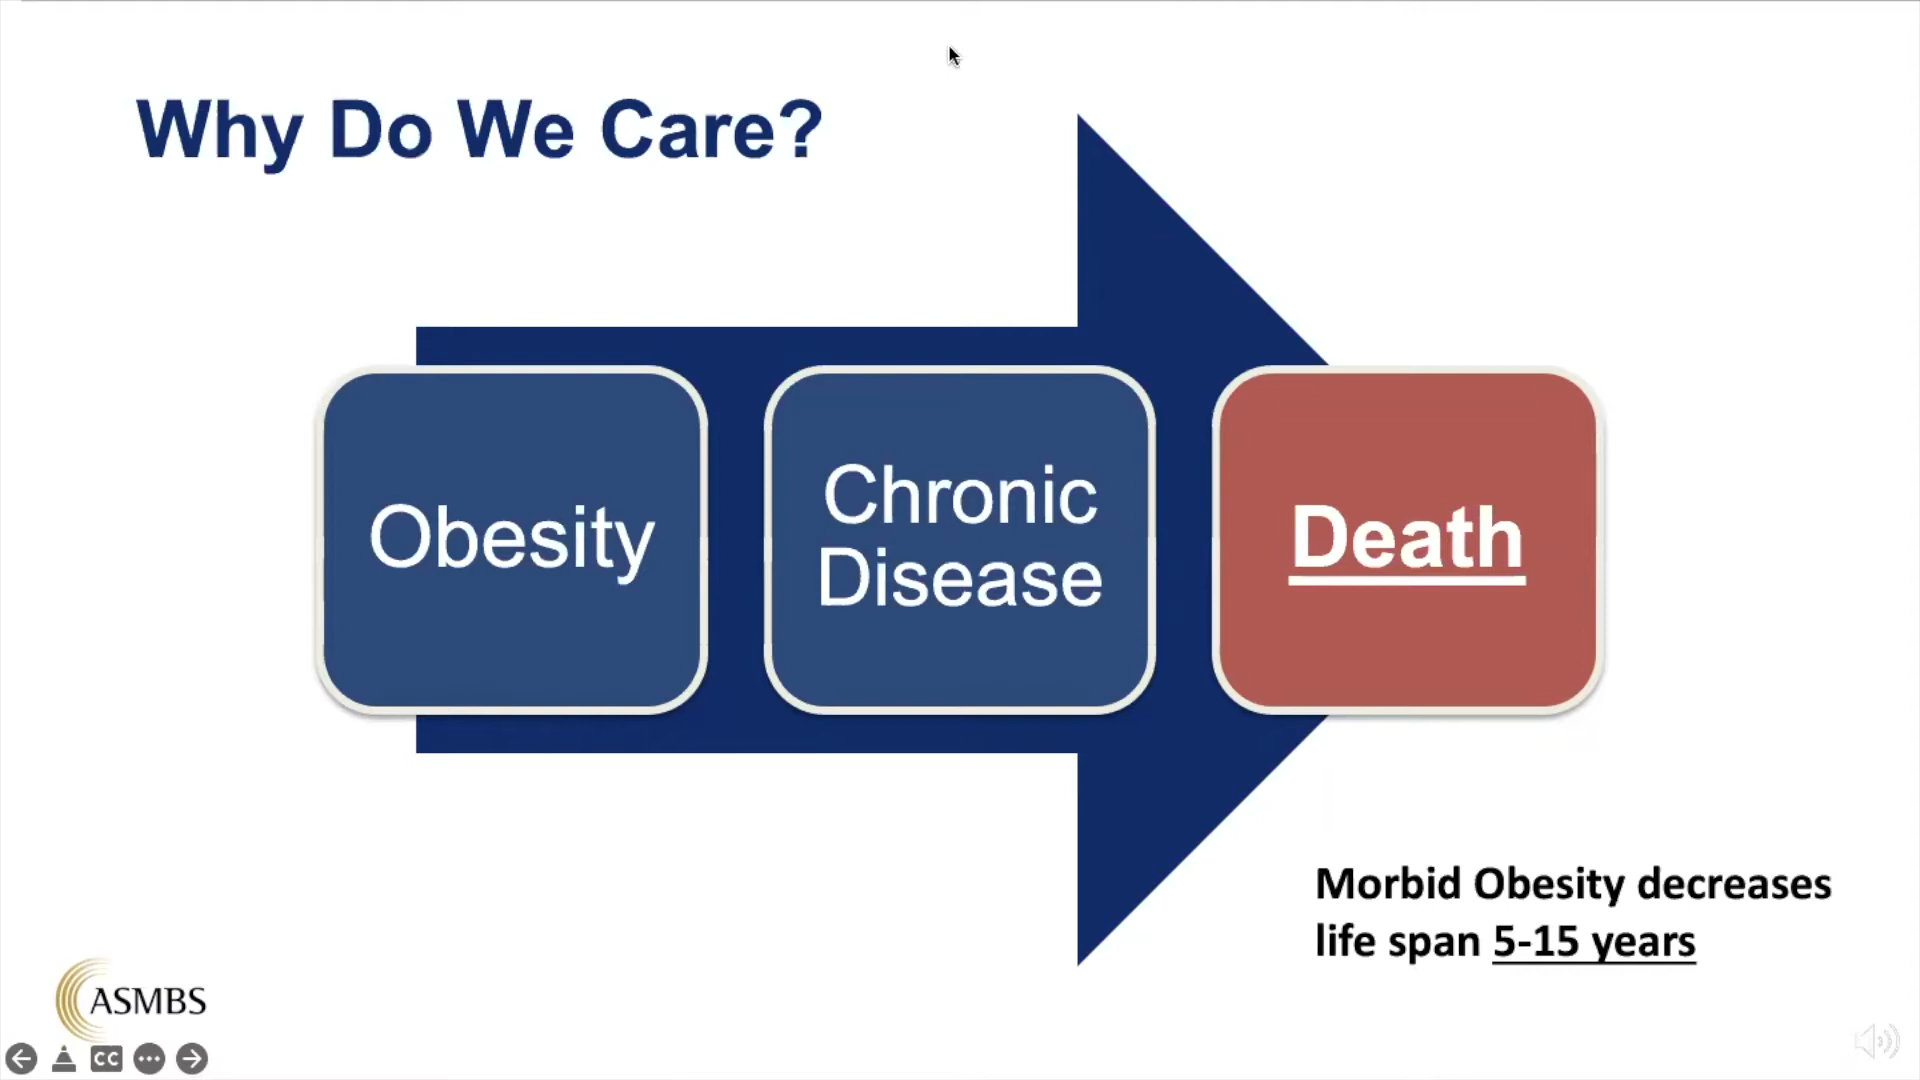 Why Do We Care?
Obesity
Chronic
Disease
Death
Morbid Obesity decreases
life span 5-15 years
ASMBS
CC